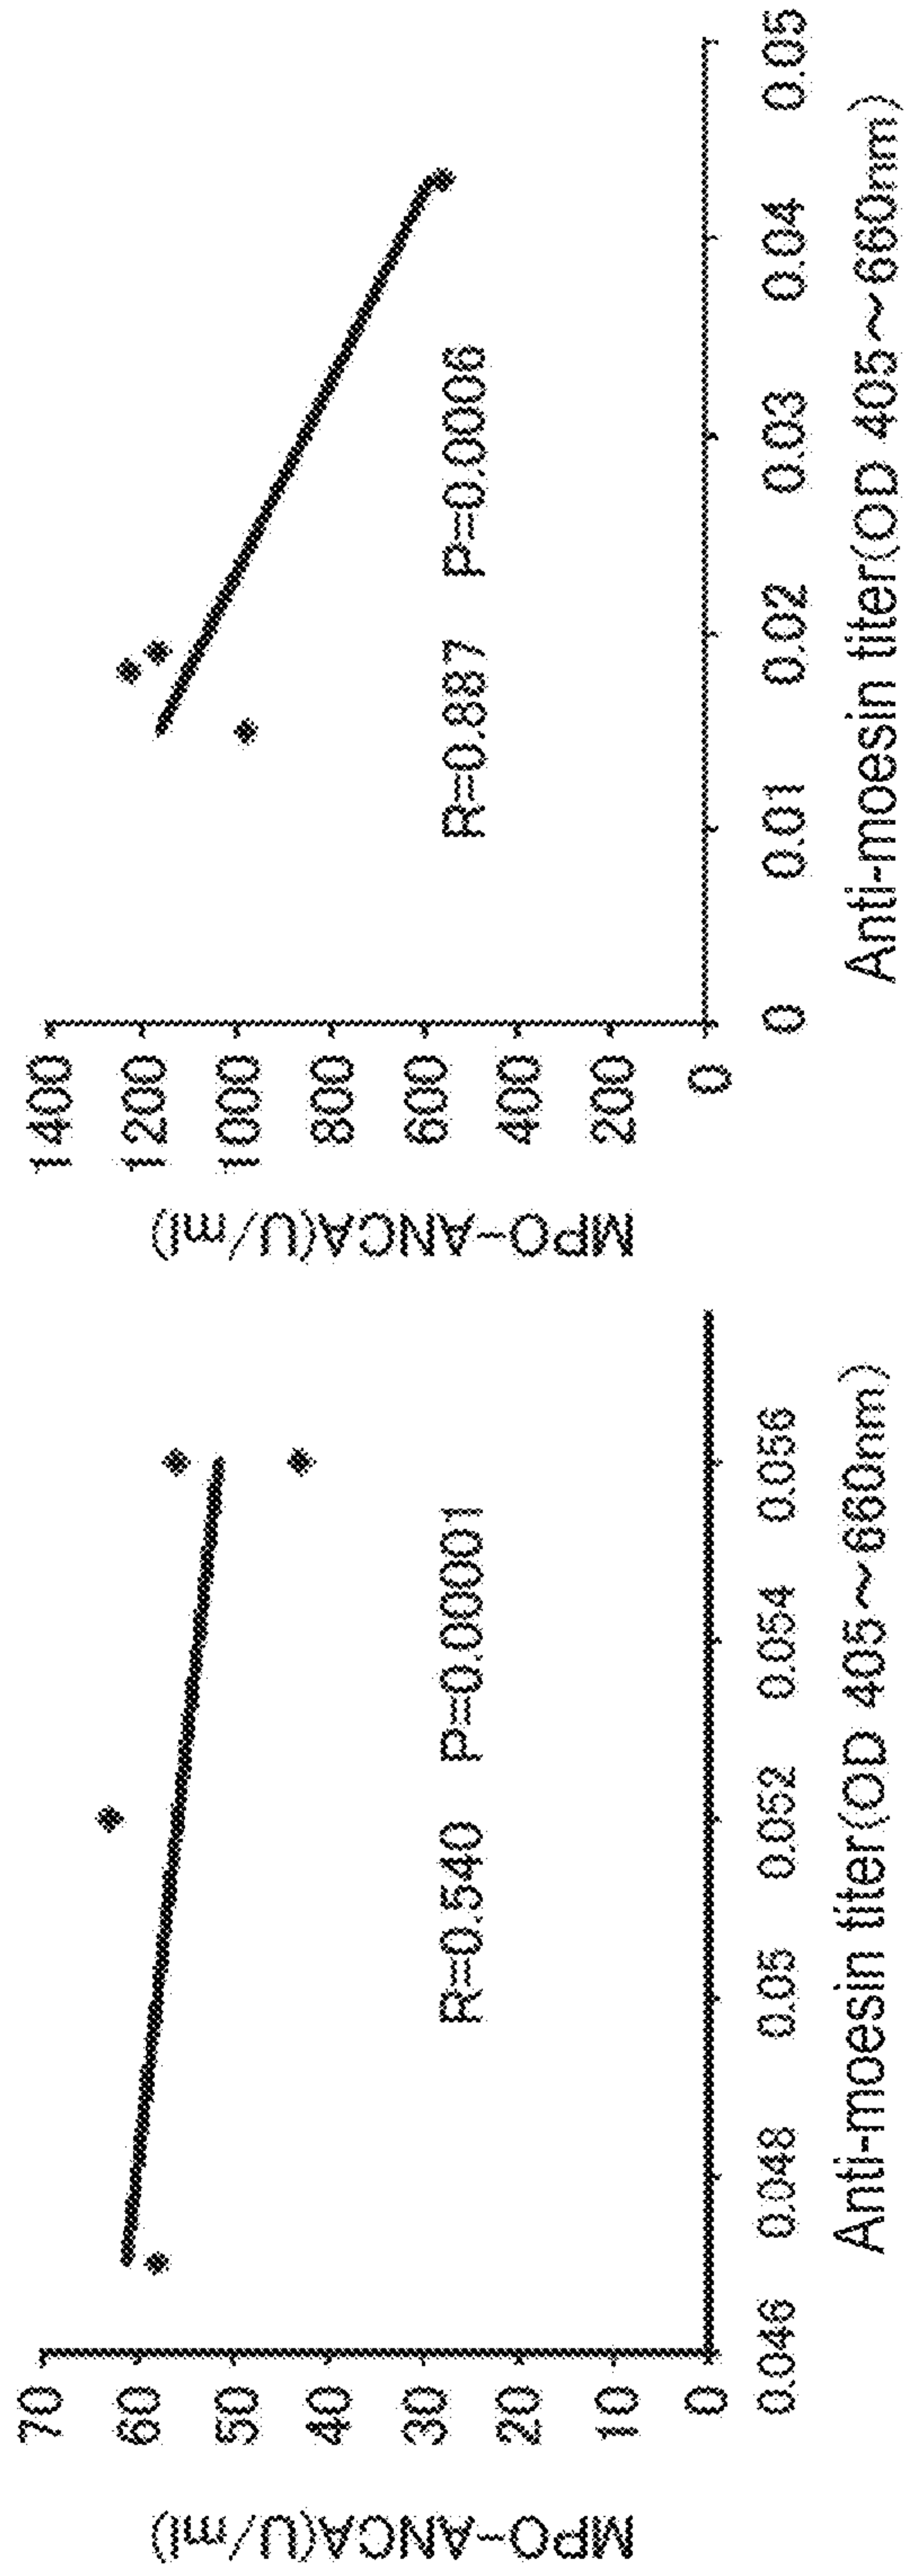 MPO-ANCA(U/ml)
70
60
50
40
30
20
10
0
R=0.540 P=0.00001
0.046 0.048 0.05 0.052 0.054 0.056
Anti-moesin titer(OD 405~660nm)
MPO-ANCA(U/ml)
1400
1200
1000
800
600
400
200
0
R=0.887 P=0.0006
0 0.01 0.02 0.03 0.04 0.05
Anti-moesin titer(OD 405~660nm)